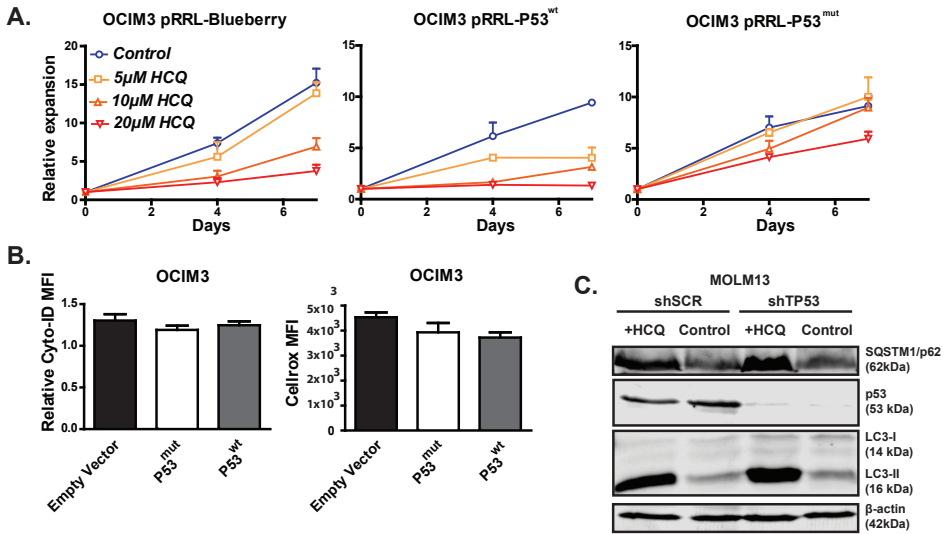 A.
OCIM3 pRRL-Blueberry
OCIM3 pRRL-P53wt
OCIM3 pRRL-P53mut
Relative expansion
20
15
10
5
0
0 2 4 6
Days
Control
5µM HCQ
10µM HCQ
20µM HCQ
15
10
5
0
0 2 4 6
Days
15
10
5
0
0 2 4 6
Days
B.
OCIM3
Relative Cyto-ID MFI
1.5
1.0
0.5
0.0
Empty Vector
P53mut
P53wt
OCIM3
Cellrox MFI
3
5x10
4x10³
3x10³
2x10³
1x10³
0
Empty Vector
P53mut
P53wt
C.
MOLM13
shSCR shTP53
+HCQ Control +HCQ Control
SQSTM1/p62
(62kDa)
p53
(53 kDa)
LC3-I
(14 kDa)
LC3-II
(16 kDa)
β-actin
(42kDa)